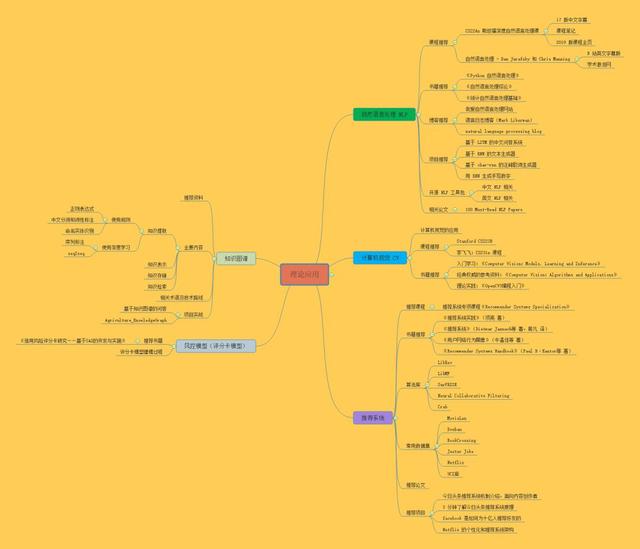 理论应用
自然语言处理 NLP
课程推荐
CS224n 斯坦福深度自然语言处理课
17 版中文字幕
课程笔记
2019 版课程主页
自然语言处理 - Dan Jurafsky 和 Chris Manning
B 站英文字幕版
学术激流网
书籍推荐
《Python 自然语言处理》
《自然语言处理综论》
《统计自然语言处理基础》
博客推荐
我爱自然语言处理网站
语言日志博客（Mark Liberman）
natural language processing blog
项目推荐
基于 LSTM 的中文问答系统
基于 RNN 的文本生成器
基于 char-rnn 的汪峰歌词生成器
用 RNN 生成手写数字
开源 NLP 工具包
中文 NLP 相关
英文 NLP 相关
相关论文
100 Must-Read NLP Papers
计算机视觉 CV
计算机视觉的应用
课程推荐
Stanford CS223B
李飞飞 CS231n 课程
书籍推荐
入门学习：《Computer Vision: Models, Learning and Inference》
经典权威的参考资料：《Computer Vision: Algorithms and Applications》
理论实践：《OpenCV3编程入门》
推荐系统
推荐课程
推荐系统专项课程《Recommender Systems Specialization》
书籍推荐
《推荐系统实践》（项亮 著）
《推荐系统》（Dietmar Jannach等 著，蒋凡 译）
《用户网络行为画像》（牛温佳等 著）
《Recommender Systems Handbook》（Paul B·Kantor等 著）
算法库
LibRec
LibMF
SurPRISE
Neural Collaborative Filtering
Crab
常用数据集
MovieLen
Douban
BookCrossing
Jester Joke
Netflix
UCI库
推荐论文
推荐项目
今日头条推荐系统机制介绍，面向内容创作者
3 分钟了解今日头条推荐系统原理
Facebook 是如何为十亿人推荐好友的
Netflix 的个性化和推荐系统架构
知识图谱
推荐资料
主要内容
知识提取
使用规则
正则表达式
中文分词和词性标注
命名实体识别
使用深度学习
序列标注
seq2seq
知识表示
知识存储
知识检索
相关术语及技术路线
项目实战
基于知识图谱的问答
Agriculture_KnowledgeGraph
风控模型（评分卡模型）
推荐书籍
《信用风险评分卡研究--基于SAS的开发与实施》
评分卡模型建模过程